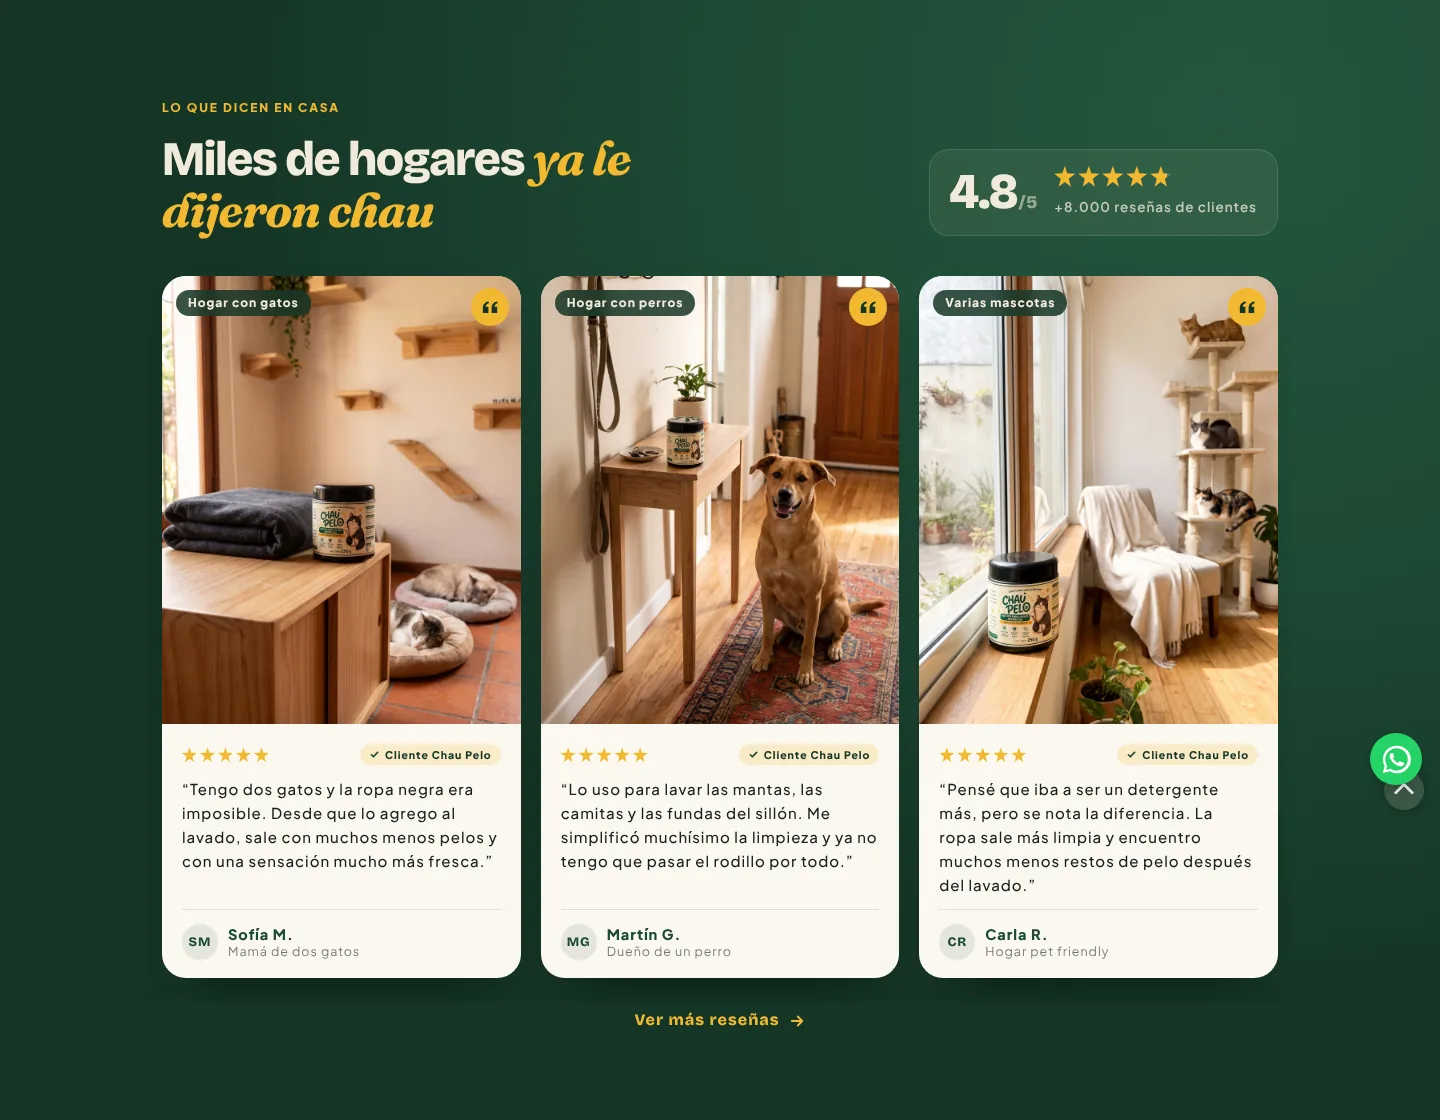 LO QUE DICEN EN CASA
Miles de hogares ya le
dijeron chau
4.8/5
+8.000 reseñas de clientes
Hogar con gatos
“
Hogar con perros
“
Varias mascotas
“
CHAU
PELO
CHAU
PELO
CHAU
PELO
250 g
Cliente Chau Pelo
“Tengo dos gatos y la ropa negra era
imposible. Desde que lo agrego al
lavado, sale con muchos menos pelos y
con una sensación mucho más fresca.”
SM
Sofía M.
Mamá de dos gatos
Cliente Chau Pelo
“Lo uso para lavar las mantas, las
camitas y las fundas del sillón. Me
simplificó muchísimo la limpieza y ya no
tengo que pasar el rodillo por todo.”
MG
Martín G.
Dueño de un perro
Cliente Chau Pelo
“Pensé que iba a ser un detergente
más, pero se nota la diferencia. La
ropa sale más limpia y encuentro
muchos menos restos de pelo después
del lavado.”
CR
Carla R.
Hogar pet friendly
Ver más reseñas →